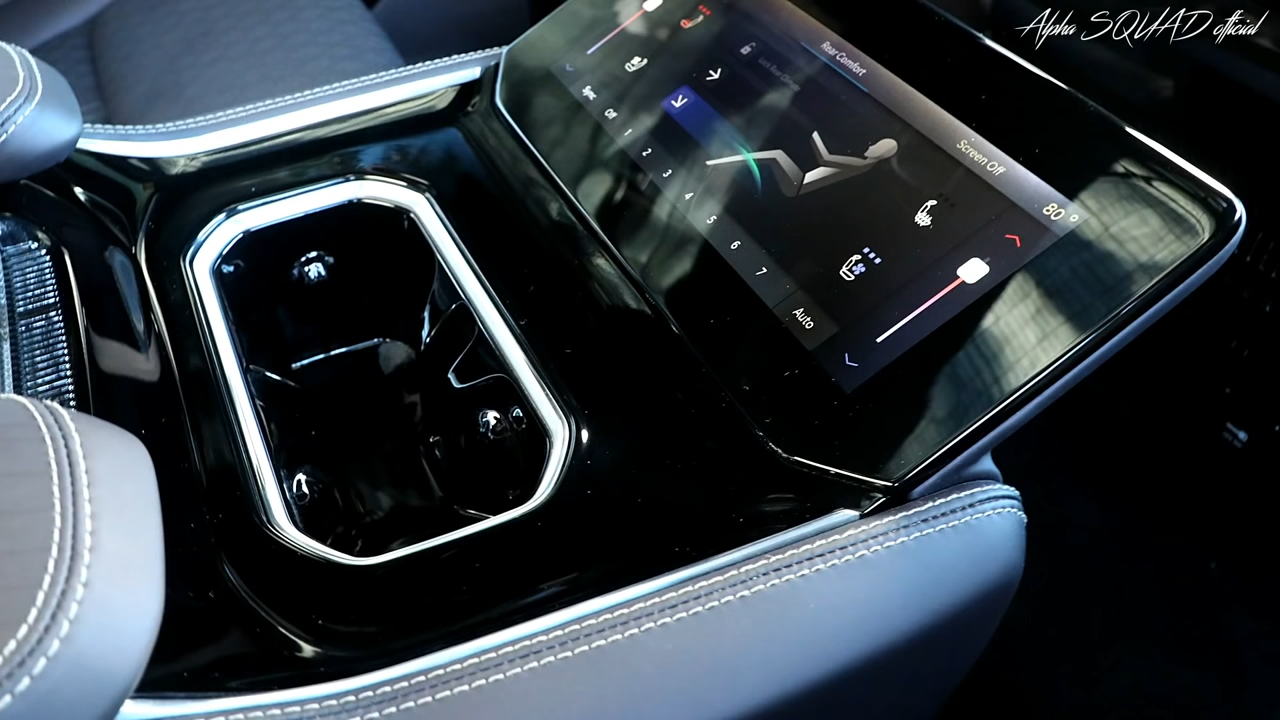 Alpha SQUAD official
Rear Comfort
Screen Off
80 °
Sync
Off
1
2
3
4
5
6
7
Auto